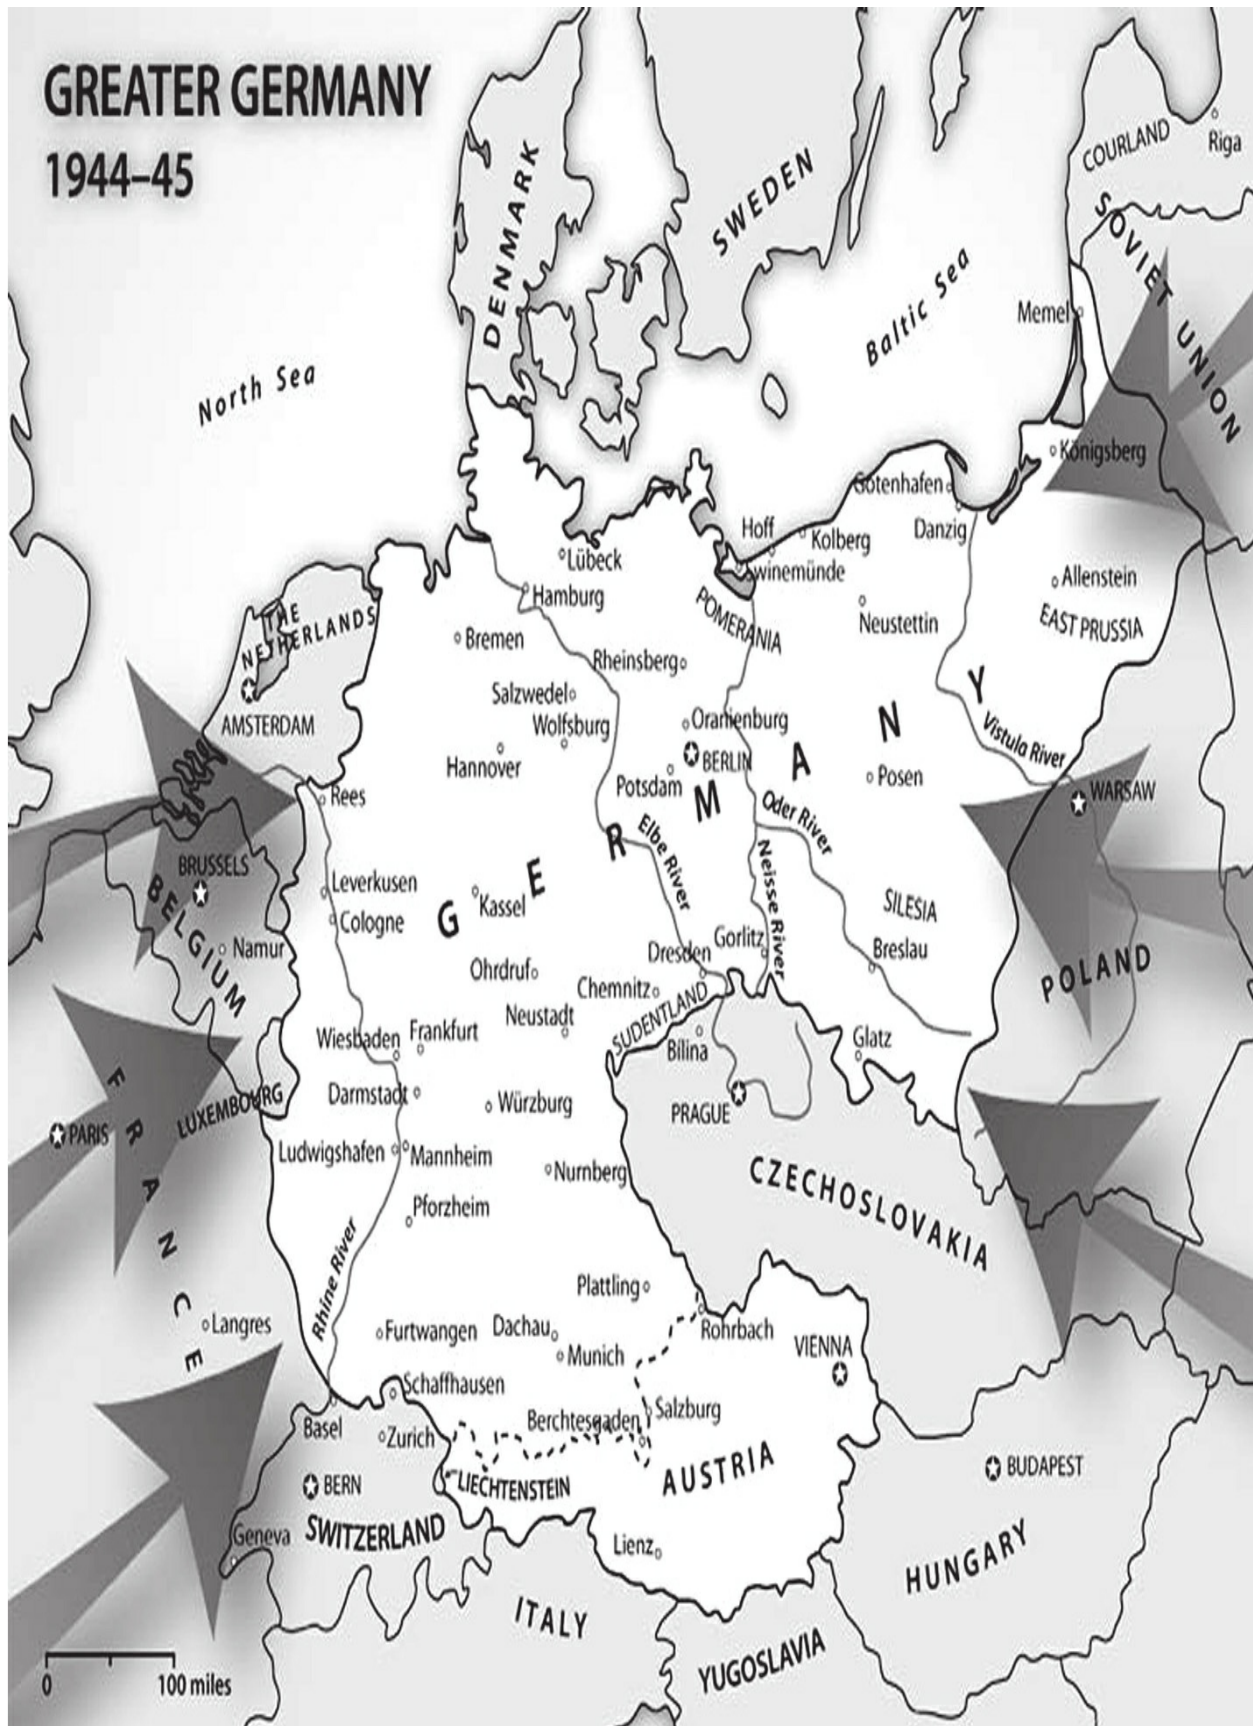 GREATER GERMANY
1944–45
COURLAND
Riga
SOVIET UNION
DENMARK
SWEDEN
Baltic Sea
Memel
North Sea
Königsberg
Gotenhafen
Danzig
Hoff
Kolberg
Swinemünde
Lübeck
Hamburg
Allenstein
EAST PRUSSIA
POMERANIA
Neustettin
THE
NETHERLANDS
Bremen
Rheinsberg
Salzwedel
Wolfsburg
Oranienburg
AMSTERDAM
BERLIN
Hannover
Potsdam
Posen
Vistula River
WARSAW
Rees
GERMANY
Elbe River
Oder River
Neisse River
BRUSSELS
BELGIUM
Leverkusen
Kassel
Cologne
SILESIA
Namur
Gorlitz
Dresden
Breslau
Ohrdruf
Chemnitz
POLAND
Neustadt
SUDENTLAND
Wiesbaden
Frankfurt
Bilina
Glatz
FRANCE
LUXEMBOURG
Darmstadt
Würzburg
PRAGUE
PARIS
Ludwigshafen
Mannheim
Nurnberg
CZECHOSLOVAKIA
Pforzheim
Rhine River
Plattling
Langres
Furtwangen
Dachau
Rohrbach
Munich
VIENNA
Schaffhausen
Basel
Zurich
Berchtesgaden
Salzburg
AUSTRIA
BERN
LIECHTENSTEIN
BUDAPEST
Geneva
SWITZERLAND
Lienz
HUNGARY
ITALY
YUGOSLAVIA
0
100 miles